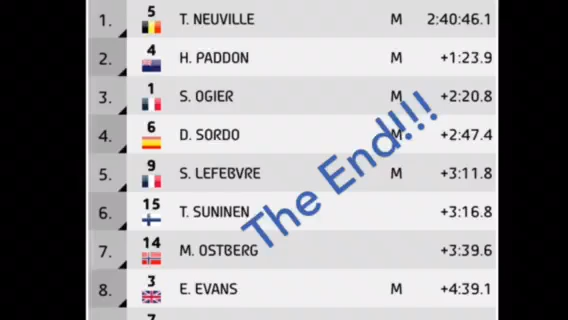 1. 5 T. NEUVILLE M 2:40:46.1
2. 4 H. PADDON M +1:23.9
3. 1 S. OGIER M +2:20.8
4. 6 D. SORDO M +2:47.4
5. 9 S. LEFEBVRE M +3:11.8
6. 15 T. SUNINEN +3:16.8
7. 14 M. OSTBERG +3:39.6
8. 3 E. EVANS M +4:39.1
7
The End!!!